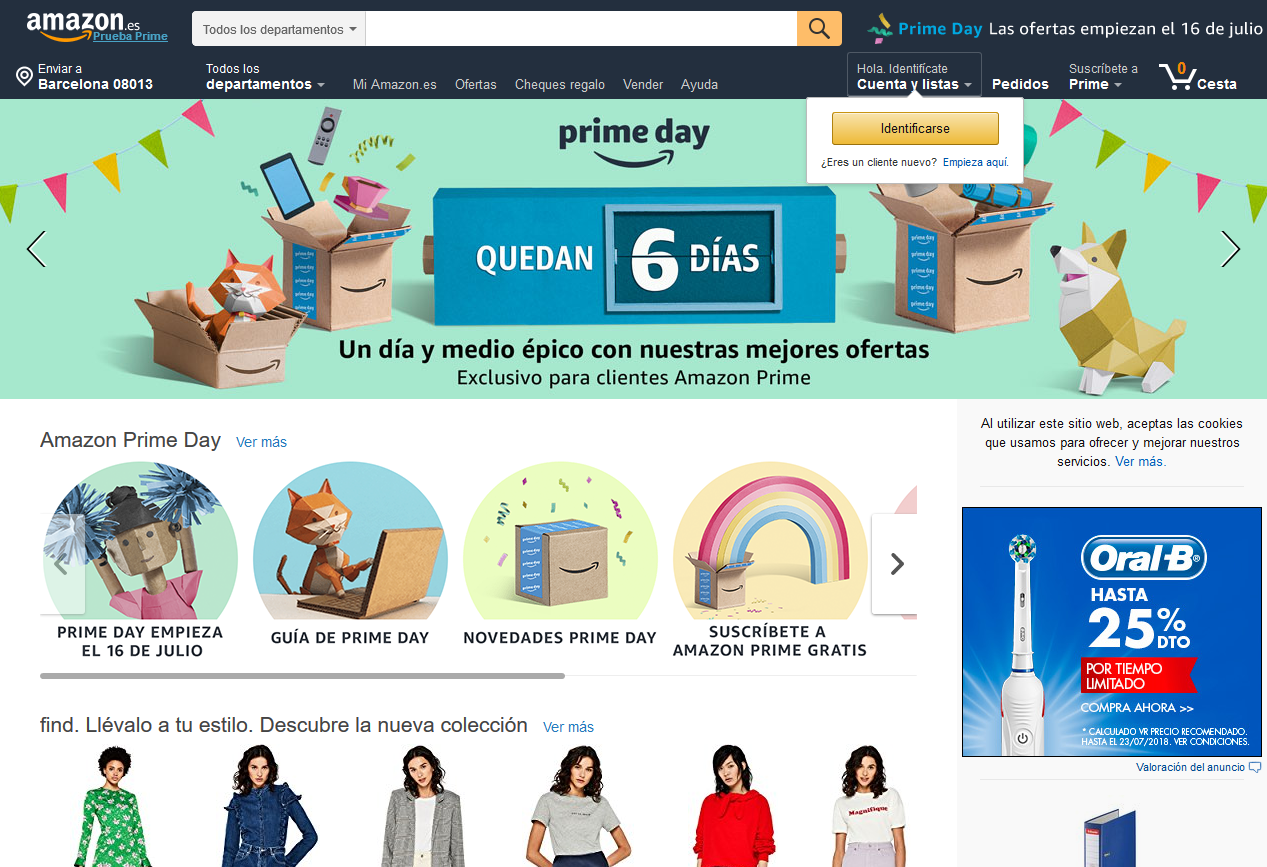 amazon.es
Prueba Prime
Todos los departamentos
Prime Day Las ofertas empiezan el 16 de julio
Enviar a
Barcelona 08013
Todos los
departamentos
Mi Amazon.es
Ofertas
Cheques regalo
Vender
Ayuda
Hola. Identifícate
Cuenta y listas
Pedidos
Suscríbete a
Prime
0
Cesta
Identificarse
¿Eres un cliente nuevo? Empieza aquí.
prime day
QUEDAN 6 DÍAS
Un día y medio épico con nuestras mejores ofertas
Exclusivo para clientes Amazon Prime
Amazon Prime Day Ver más
PRIME DAY EMPIEZA
EL 16 DE JULIO
GUÍA DE PRIME DAY
NOVEDADES PRIME DAY
SUSCRÍBETE A
AMAZON PRIME GRATIS
Al utilizar este sitio web, aceptas las cookies
que usamos para ofrecer y mejorar nuestros
servicios. Ver más.
Oral-B®
HASTA
25%
DTO
POR TIEMPO
LIMITADO
COMPRA AHORA >>
* CALCULADO VR PRECIO RECOMENDADO.
HASTA EL 23/07/2018. VER CONDICIONES.
Valoración del anuncio
find. Llévalo a tu estilo. Descubre la nueva colección Ver más
Magnifique